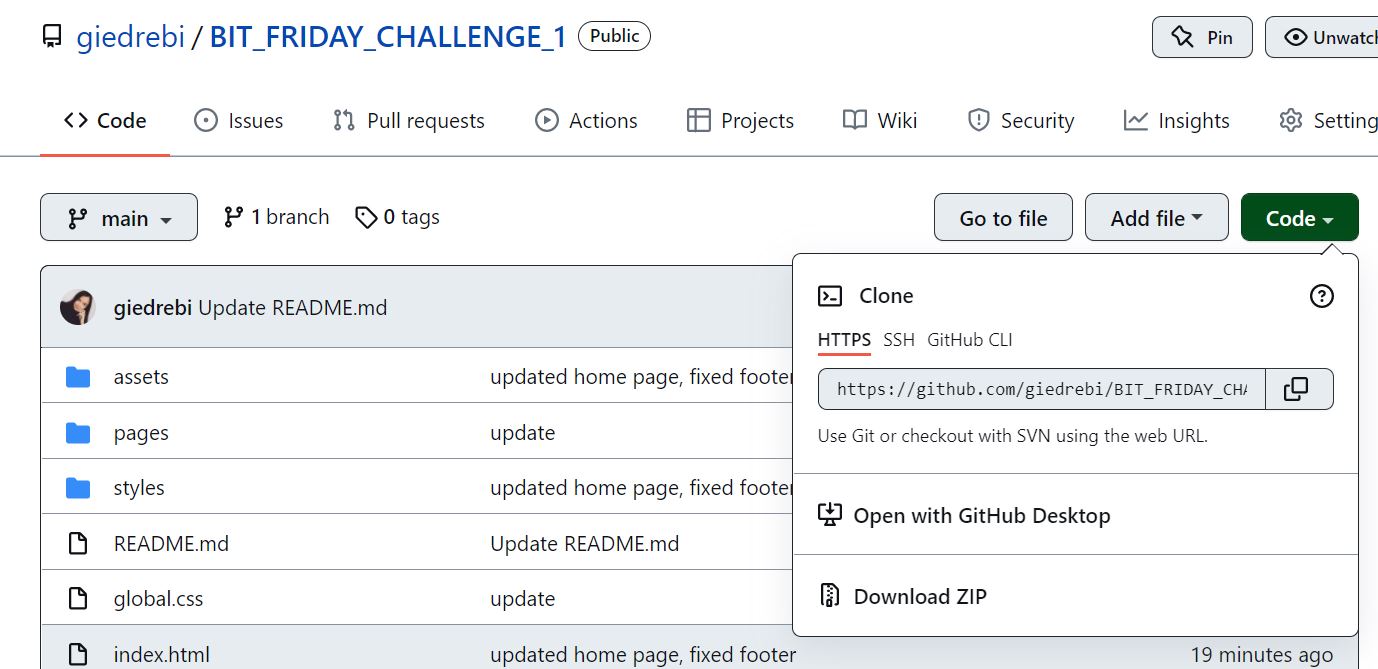 giedrebi / BIT_FRIDAY_CHALLENGE_1 Public
Pin
Unwatch
Code Issues Pull requests Actions Projects Wiki Security Insights Setting
main 1 branch 0 tags
Go to file Add file Code
giedrebi Update README.md
assets updated home page, fixed footer
pages update
styles updated home page, fixed footer
README.md Update README.md
global.css update
index.html updated home page, fixed footer 19 minutes ago
Clone
HTTPS SSH GitHub CLI
https://github.com/giedrebi/BIT_FRIDAY_CHA
Use Git or checkout with SVN using the web URL.
Open with GitHub Desktop
Download ZIP